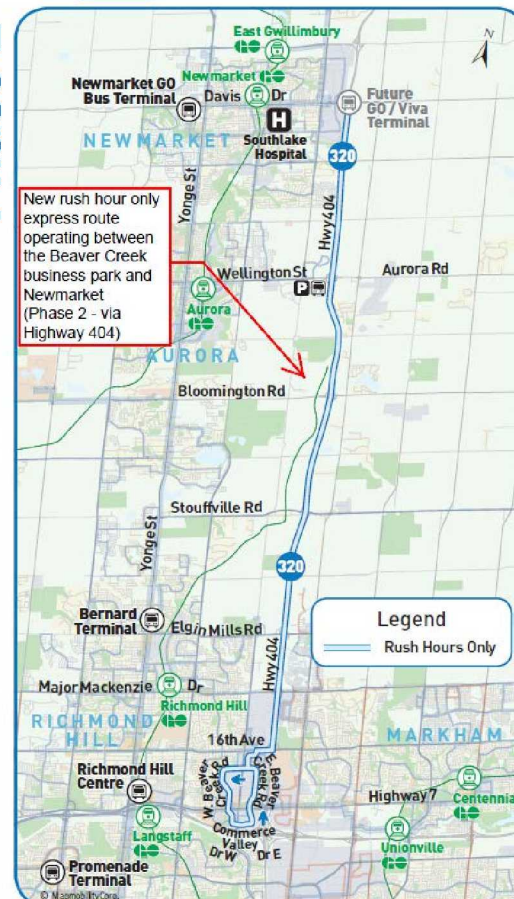 East Gwillimbury
Newmarket
Newmarket GO
Bus Terminal
Davis Dr
Future
GO / Viva
Terminal
H
Southlake
Hospital
NEWMARKET
320
New rush hour only
express route
operating between
the Beaver Creek
business park and
Newmarket
(Phase 2 - via
Highway 404)
Yonge St
Hwy 404
Wellington St
Aurora Rd
P
Aurora
AURORA
Bloomington Rd
Stouffville Rd
Yonge St
320
Bernard
Terminal
Elgin Mills Rd
Hwy 404
Legend
Rush Hours Only
Major Mackenzie Dr
Richmond Hill
RICHMOND
HILL
MARKHAM
16th Ave
Richmond Hill
Centre
W. Beaver
Creek Rd
E. Beaver
Creek Rd
Highway 7
Centennial
Commerce
Valley
Dr W Dr E
Langstaff
Unionville
Promenade
Terminal
© MapmobilityCorp.
N